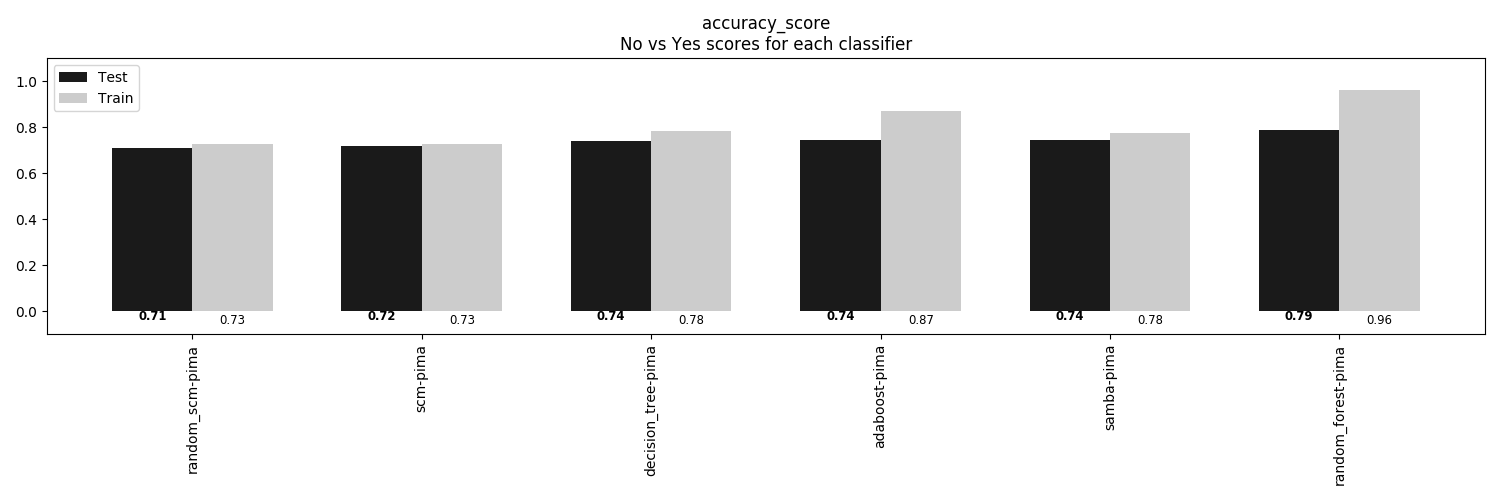 accuracy_score
No vs Yes scores for each classifier
Test
Train
1.0
0.8
0.6
0.4
0.2
0.0
0.71 0.73 0.72 0.73 0.74 0.78 0.74 0.87 0.74 0.78 0.79 0.96
random_scm-pima
scm-pima
decision_tree-pima
adaboost-pima
samba-pima
random_forest-pima